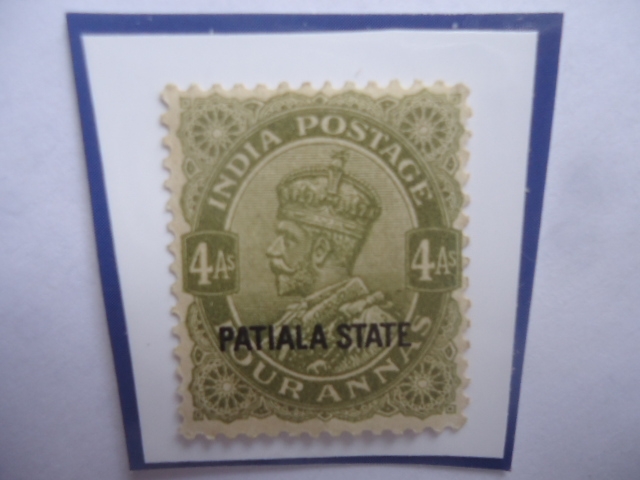 INDIA POSTAGE
4As 4As
PATIALA STATE
FOUR ANNAS